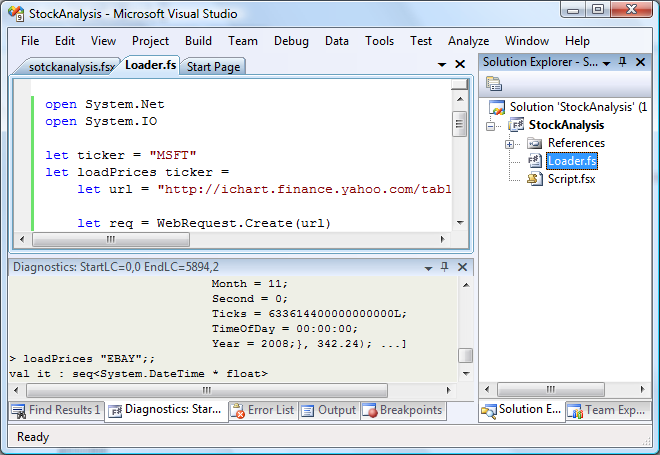 StockAnalysis - Microsoft Visual Studio
File Edit View Project Build Team Debug Data Tools Test Analyze Window Help
sotckanalysis.fsx Loader.fs Start Page
open System.Net
open System.IO
let ticker = "MSFT"
let loadPrices ticker =
let url = "http://ichart.finance.yahoo.com/tabl
let req = WebRequest.Create(url)
Solution Explorer - S...
Solution 'StockAnalysis' (1
StockAnalysis
References
Loader.fs
Script.fsx
Diagnostics: StartLC=0,0 EndLC=5894,2
Month = 11;
Second = 0;
Ticks = 633614400000000000L;
TimeOfDay = 00:00:00;
Year = 2008;}, 342.24); ...]
> loadPrices "EBAY";;
val it : seq<System.DateTime * float>
Find Results 1 Diagnostics: Star... Error List Output Breakpoints
Solution E... Team Exp...
Ready